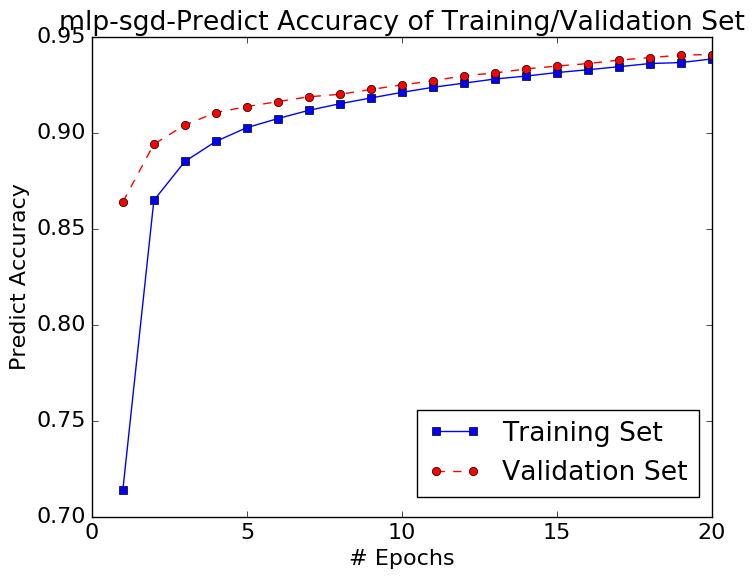 mlp-sgd-Predict Accuracy of Training/Validation Set
0.95
0.90
0.85
0.80
0.75
0.70
Predict Accuracy
0 5 10 15 20
# Epochs
Training Set
Validation Set